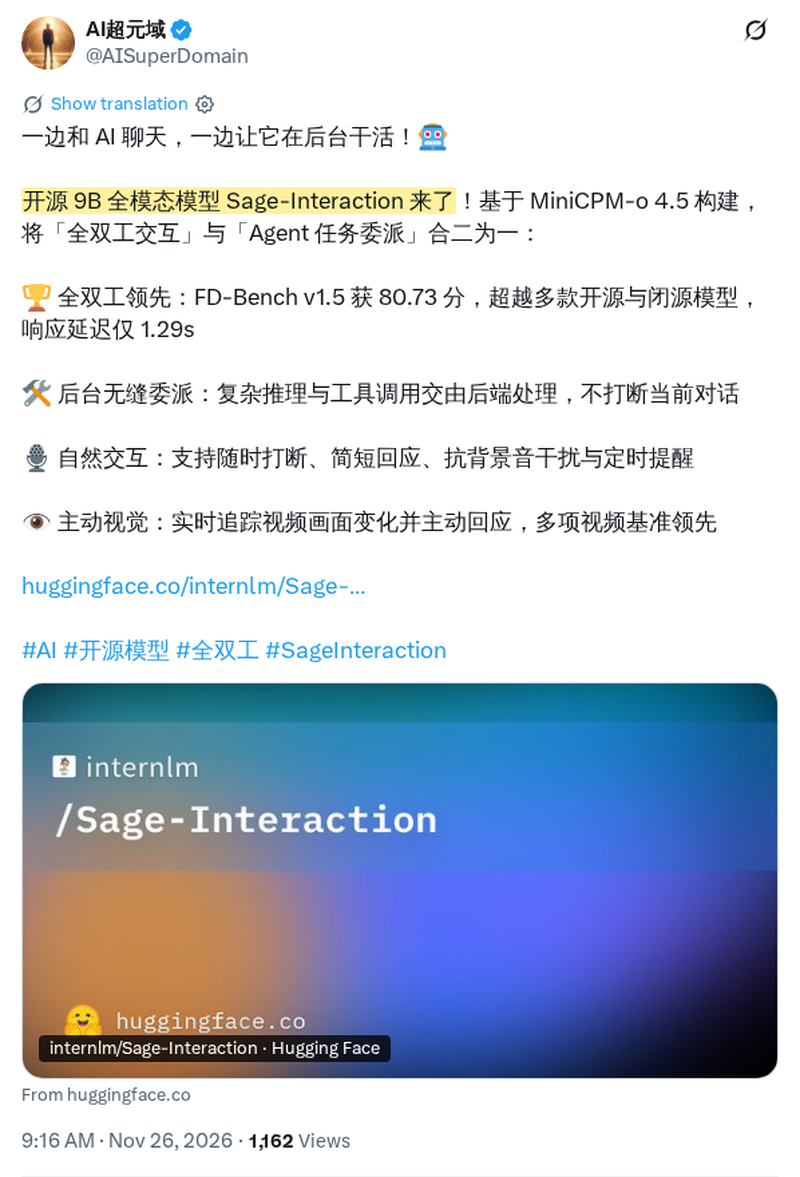 AI超元域
@AISuperDomain
Show translation
一边和 AI 聊天，一边让它在后台干活！🤖
开源 9B 全模态模型 Sage-Interaction 来了！基于 MiniCPM-o 4.5 构建，
将「全双工交互」与「Agent 任务委派」合二为一：
🏆 全双工领先：FD-Bench v1.5 获 80.73 分，超越多款开源与闭源模型，
响应延迟仅 1.29s
🛠️ 后台无缝委派：复杂推理与工具调用交由后端处理，不打断当前对话
🎙️ 自然交互：支持随时打断、简短回应、抗背景音干扰与定时提醒
👁️ 主动视觉：实时追踪视频画面变化并主动回应，多项视频基准领先
huggingface.co/internlm/Sage-…
#AI #开源模型 #全双工 #SageInteraction
internlm
/Sage-Interaction
🤗 huggingface.co
internlm/Sage-Interaction · Hugging Face
From huggingface.co
9:16 AM · Nov 26, 2026 · 1,162 Views